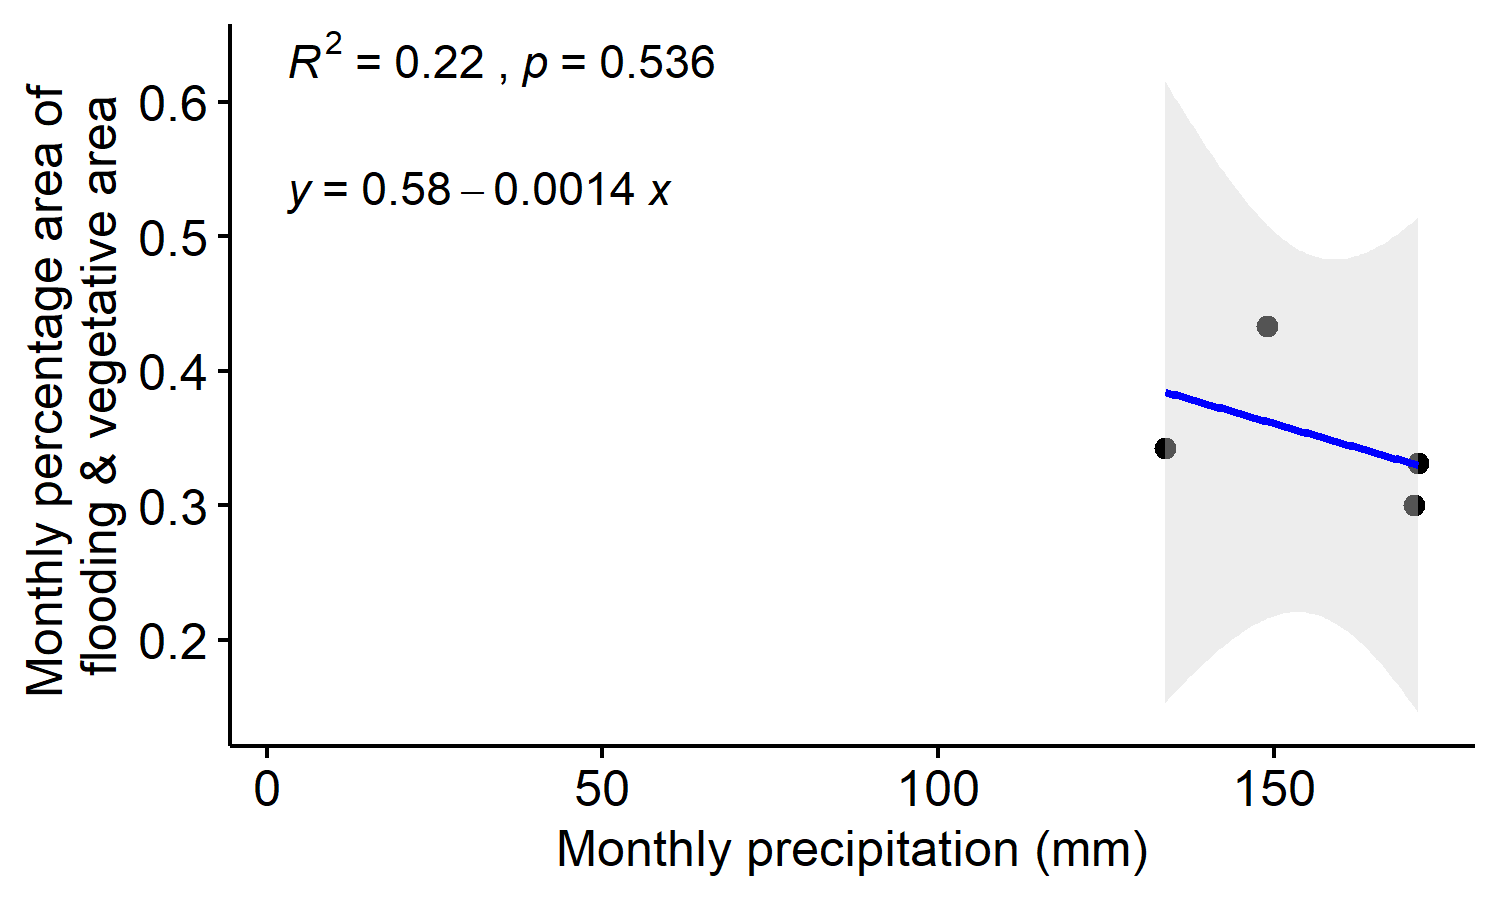 R² = 0.22 , p = 0.536
y = 0.58 – 0.0014 x
Monthly percentage area of
flooding & vegetative area
0.6
0.5
0.4
0.3
0.2
0 50 100 150
Monthly precipitation (mm)